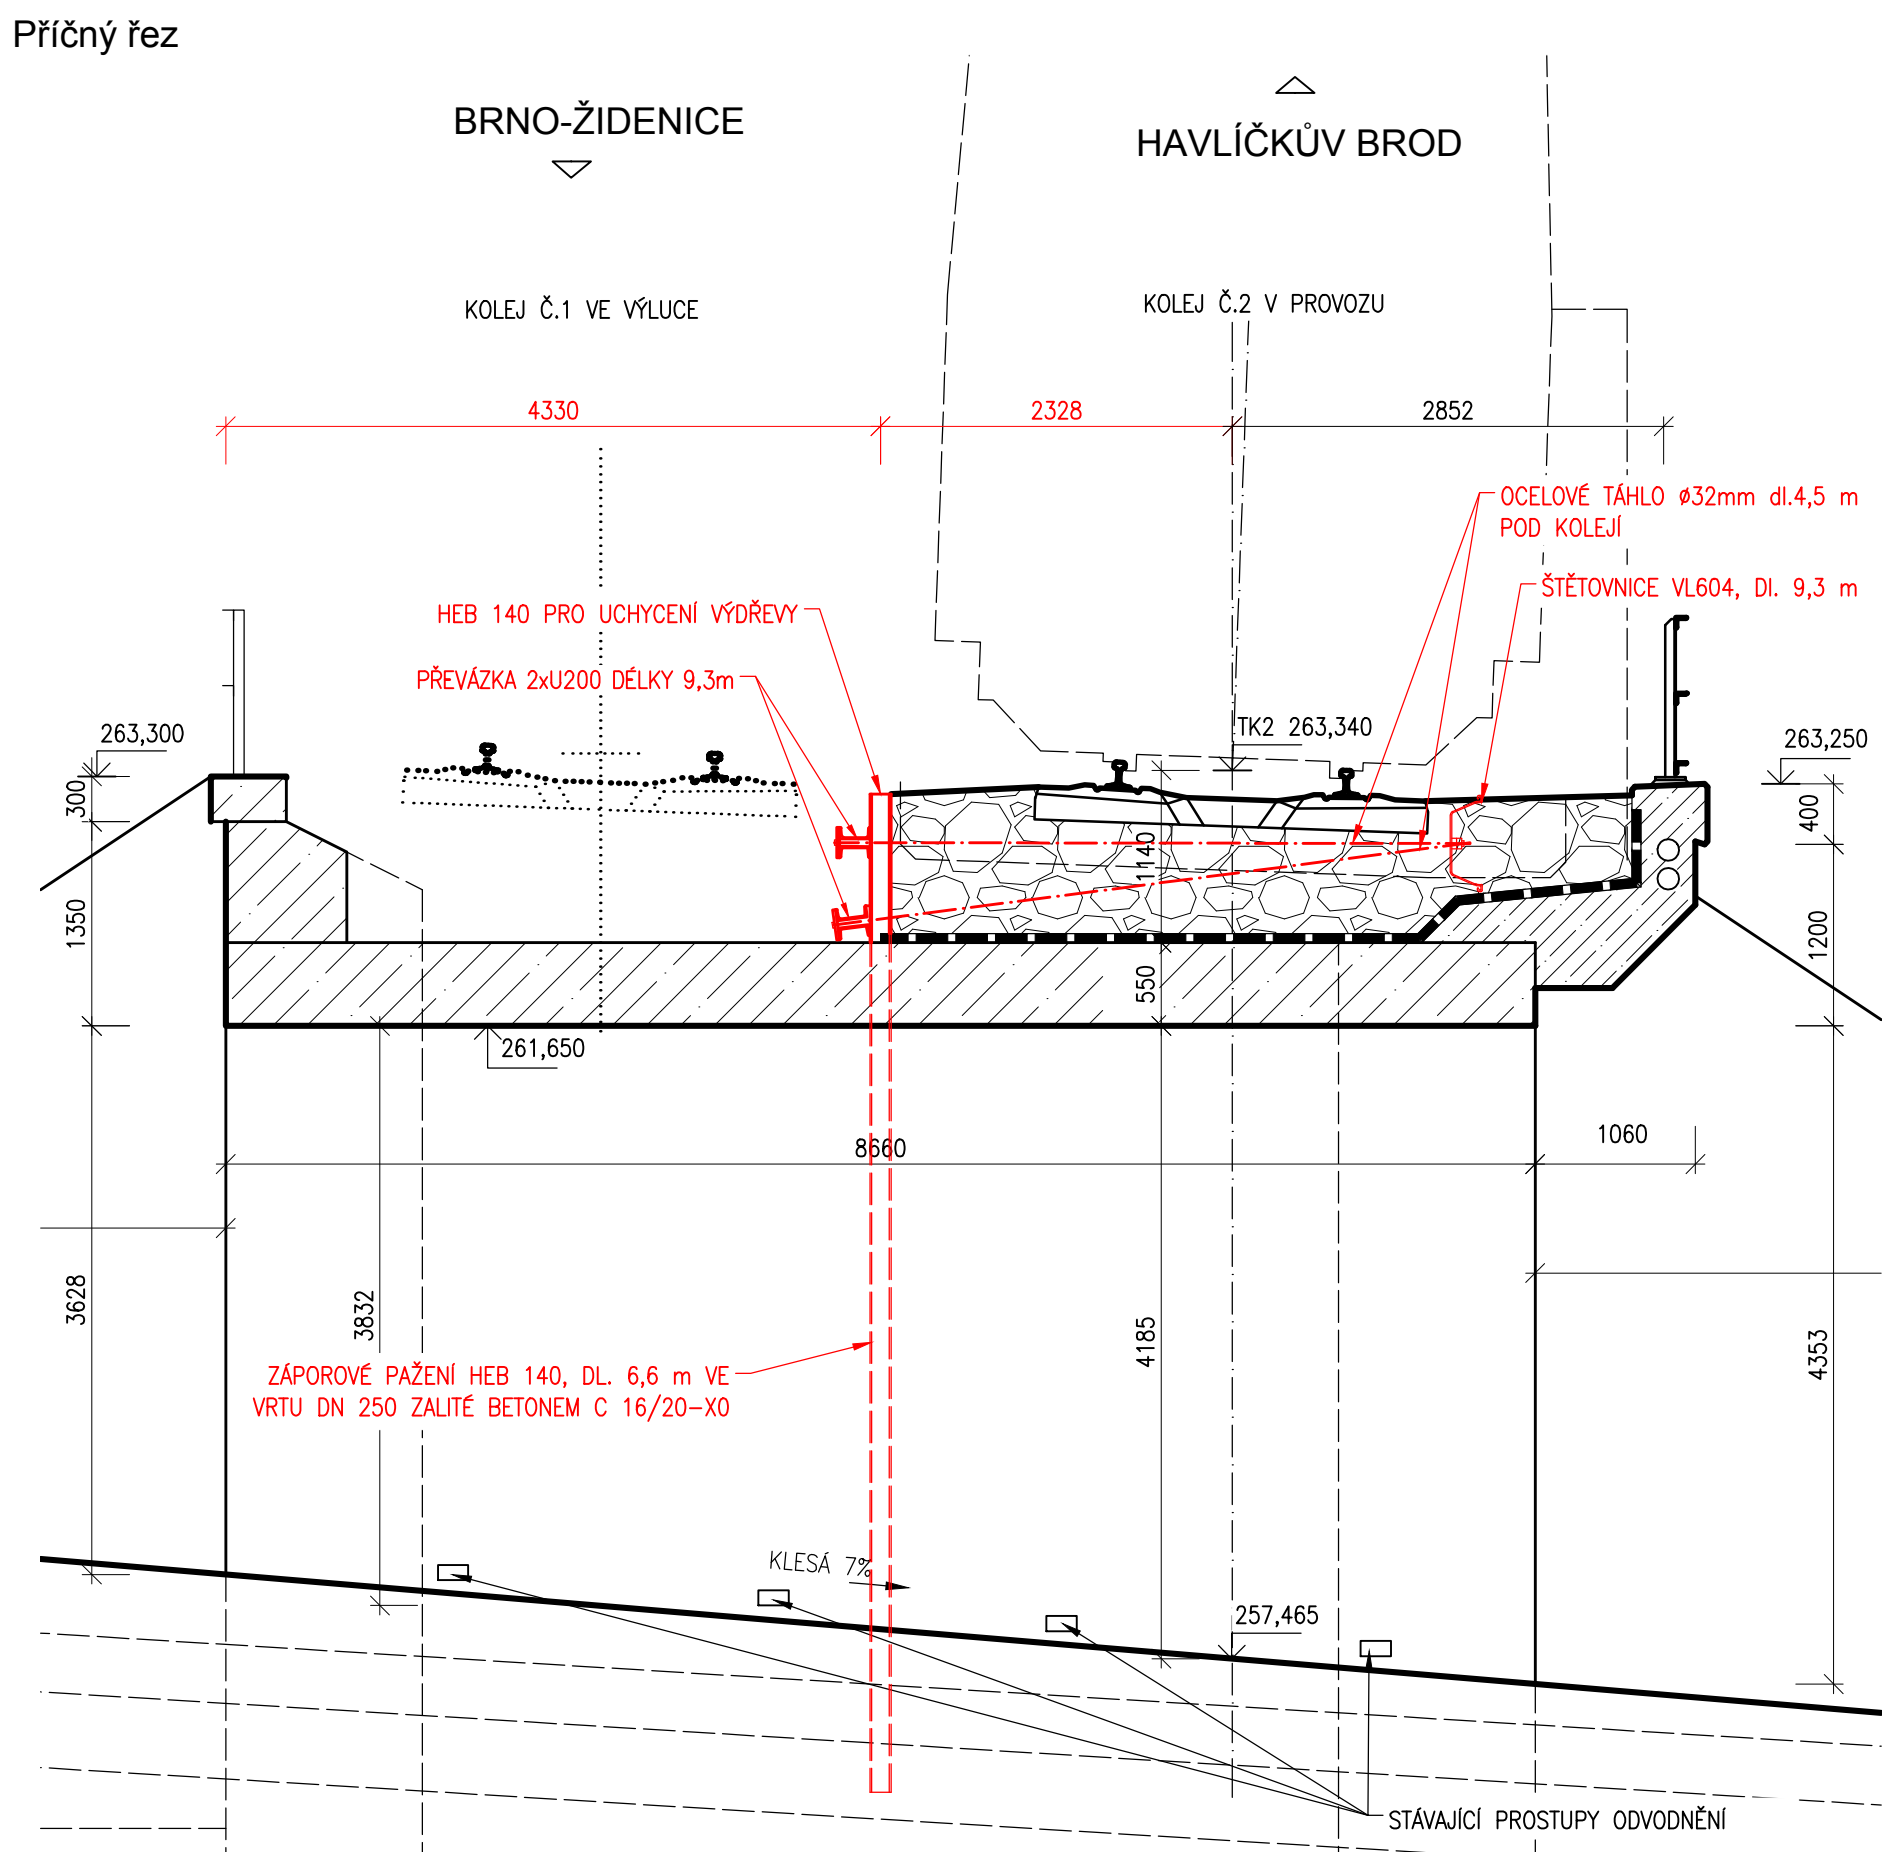 Příčný řez
BRNO-ŽIDENICE
HAVLÍČKŮV BROD
KOLEJ Č.1 VE VÝLUCE
KOLEJ Č.2 V PROVOZU
4330
2328
2852
OCELOVÉ TÁHLO ø32mm dl.4,5 m
POD KOLEJÍ
ŠTĚTOVNICE VL604, Dl. 9,3 m
HEB 140 PRO UCHYCENÍ VÝDŘEVY
PŘEVÁZKA 2xU200 DÉLKY 9,3m
263,300
TK2 263,340
263,250
300
400
1140
1350
1200
550
261,650
8660
1060
3628
3832
4185
4353
ZÁPOROVÉ PAŽENÍ HEB 140, DL. 6,6 m VE
VRTU DN 250 ZALITÉ BETONEM C 16/20-X0
KLESÁ 7%
257,465
STÁVAJÍCÍ PROSTUPY ODVODNĚNÍ